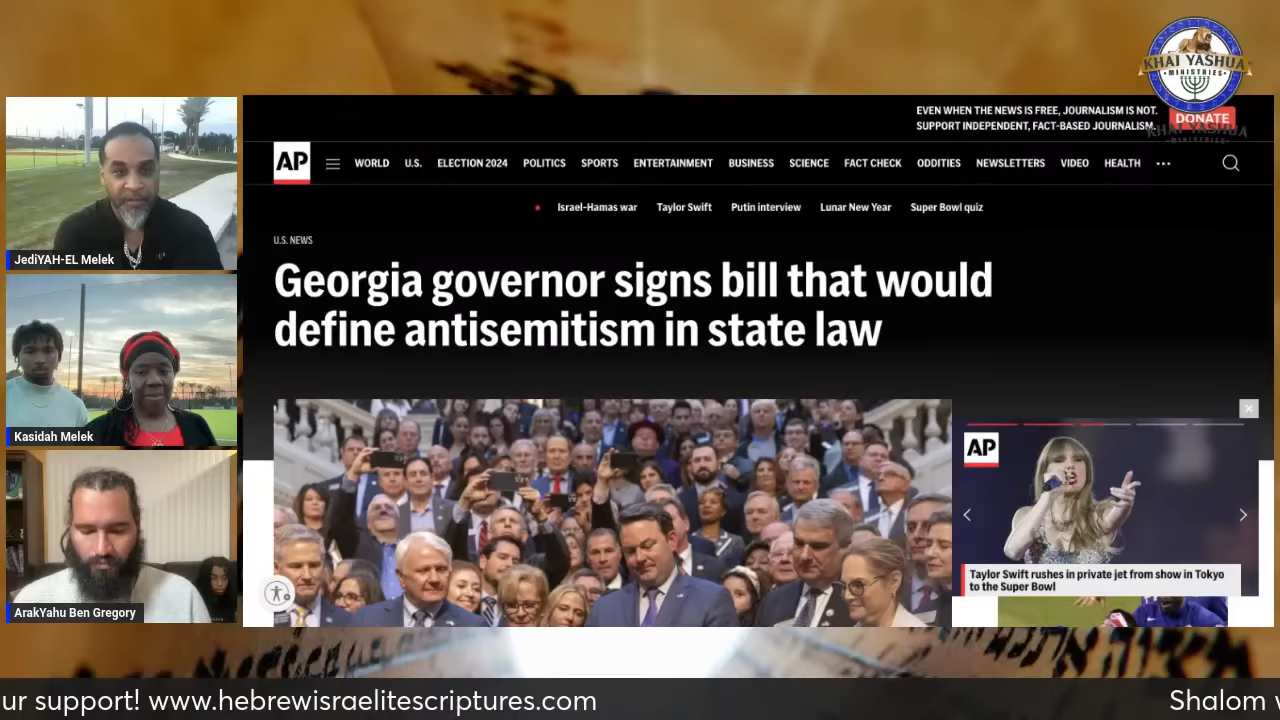 KHAI YASHUA
MINISTRIES
EVEN WHEN THE NEWS IS FREE, JOURNALISM IS NOT.
SUPPORT INDEPENDENT, FACT-BASED JOURNALISM.
DONATE
KHAI YASHUA
MINISTRIES
AP
WORLD U.S. ELECTION 2024 POLITICS SPORTS ENTERTAINMENT BUSINESS SCIENCE FACT CHECK ODDITIES NEWSLETTERS VIDEO HEALTH •••
Israel-Hamas war Taylor Swift Putin interview Lunar New Year Super Bowl quiz
U.S. NEWS
Georgia governor signs bill that would
define antisemitism in state law
JediYAH-EL Melek
Kasidah Melek
ArakYahu Ben Gregory
AP
Taylor Swift rushes in private jet from show in Tokyo
to the Super Bowl
ur support! www.hebrewisraelitescriptures.com
Shalom